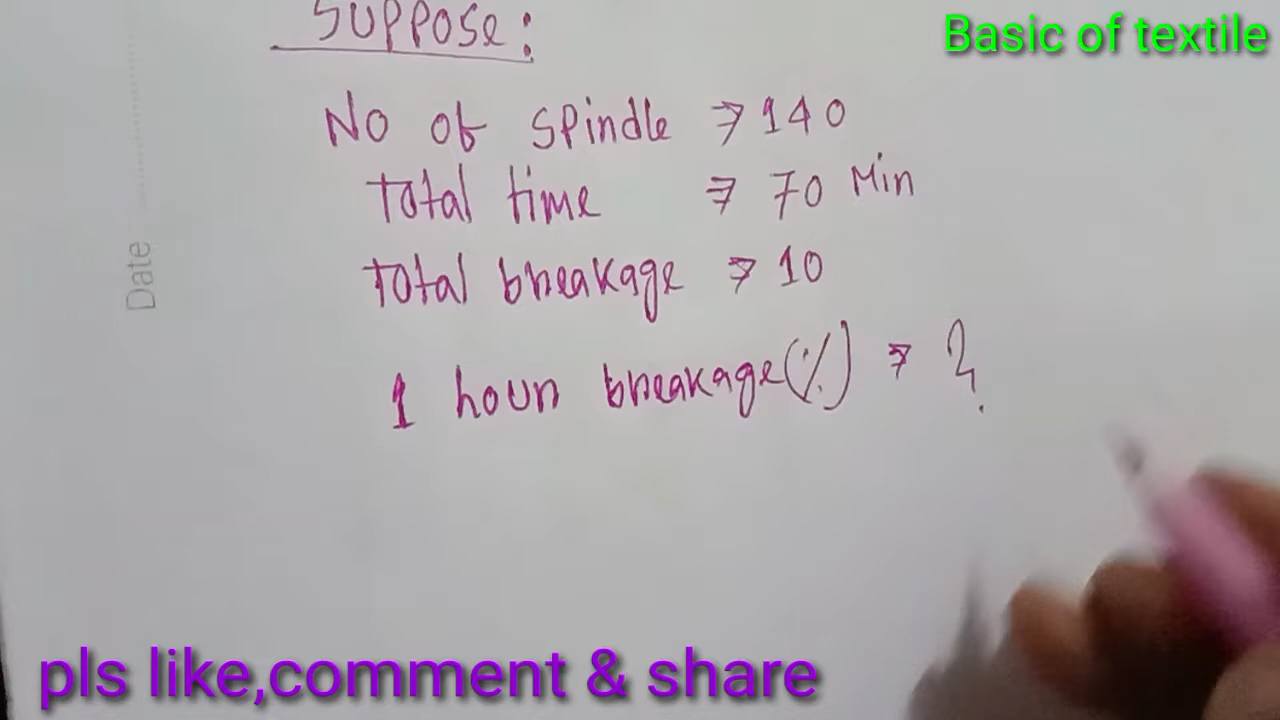 Basic of textile
Suppose:
No of spindle ⇒ 140
Total time ⇒ 70 Min
Total breakage ⇒ 10
1 hour breakage(%) ⇒ ?
Date
pls like,comment & share